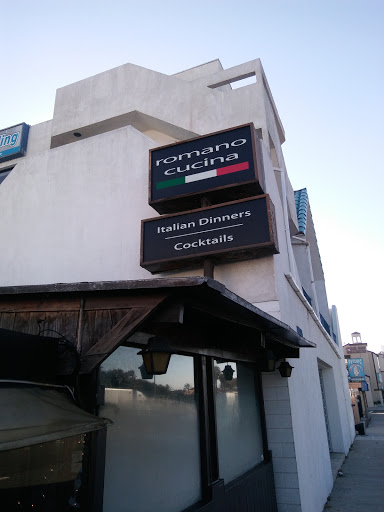 romano
cucina
Italian Dinners
Cocktails